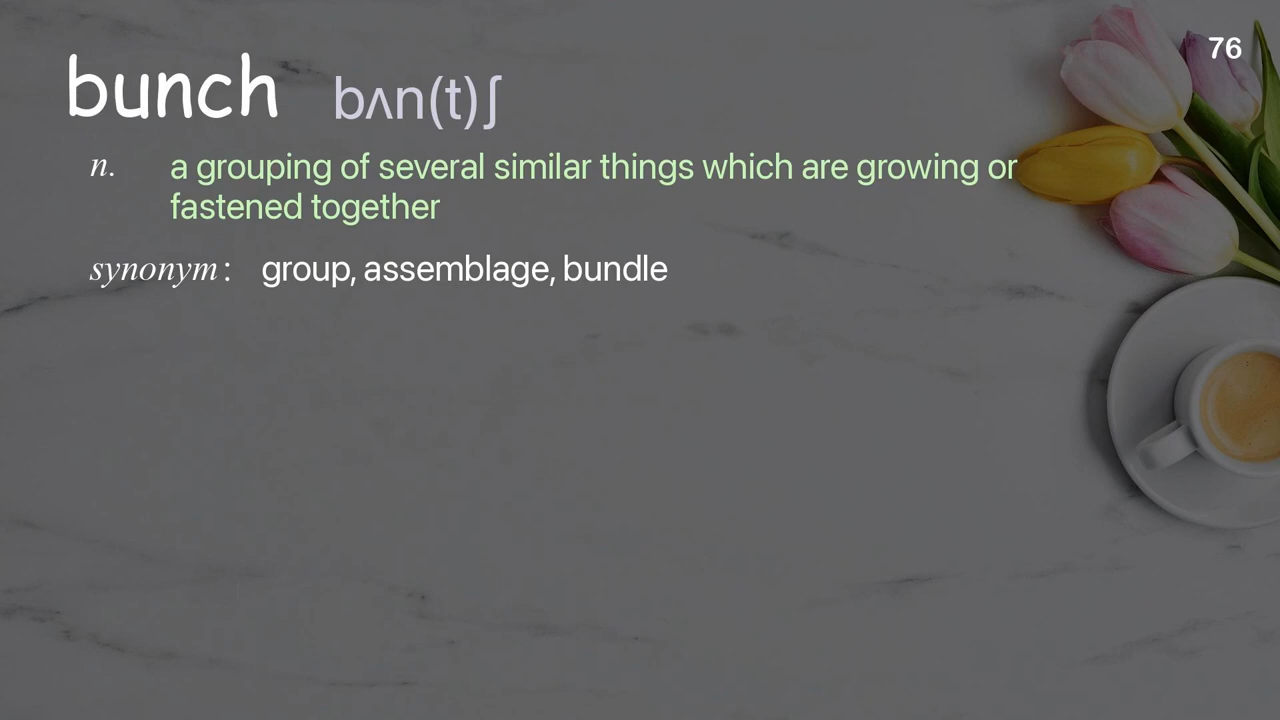 76
bunch bʌn(t)ʃ
n. a grouping of several similar things which are growing or
fastened together
synonym: group, assemblage, bundle